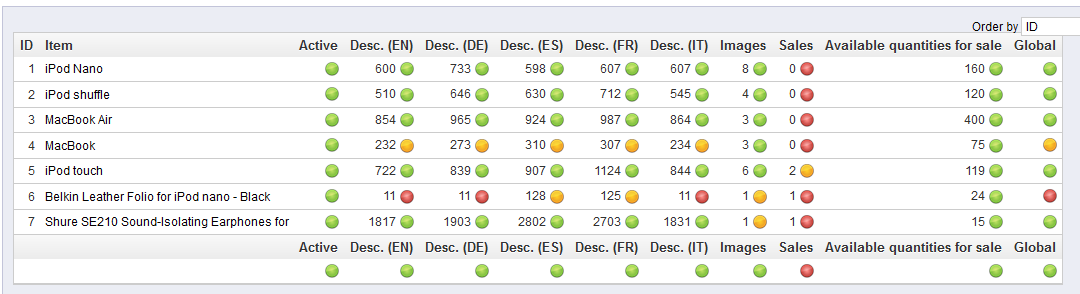 Order by ID
ID Item Active Desc. (EN) Desc. (DE) Desc. (ES) Desc. (FR) Desc. (IT) Images Sales Available quantities for sale Global
1 iPod Nano 600 733 598 607 607 8 0 160
2 iPod shuffle 510 646 630 712 545 4 0 120
3 MacBook Air 854 965 924 987 864 3 0 400
4 MacBook 232 273 310 307 234 3 0 75
5 iPod touch 722 839 907 1124 844 6 2 119
6 Belkin Leather Folio for iPod nano - Black 11 11 128 125 11 1 1 24
7 Shure SE210 Sound-Isolating Earphones for 1817 1903 2802 2703 1831 1 1 15
Active Desc. (EN) Desc. (DE) Desc. (ES) Desc. (FR) Desc. (IT) Images Sales Available quantities for sale Global